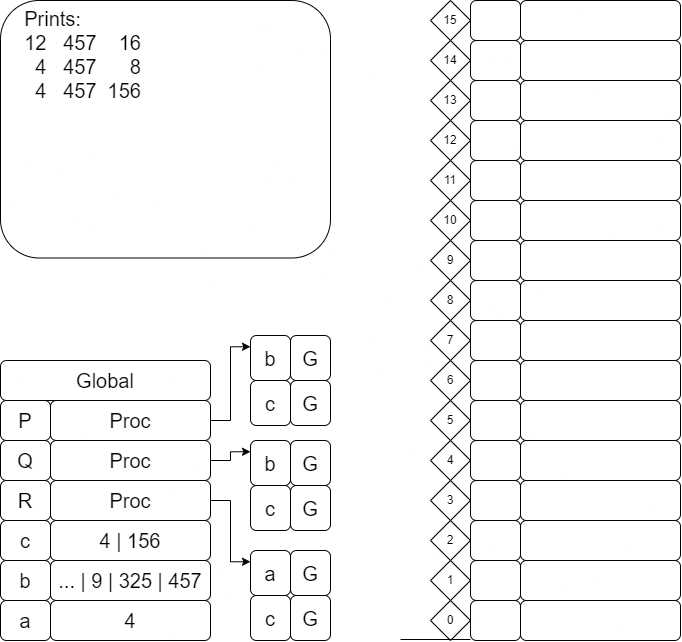 Prints:
12 457 16
4 457 8
4 457 156
15
14
13
12
11
10
9
8
7
6
5
4
3
2
1
0
Global
P Proc
Q Proc
R Proc
c 4 | 156
b ... | 9 | 325 | 457
a 4
b G
c G
b G
c G
a G
c G